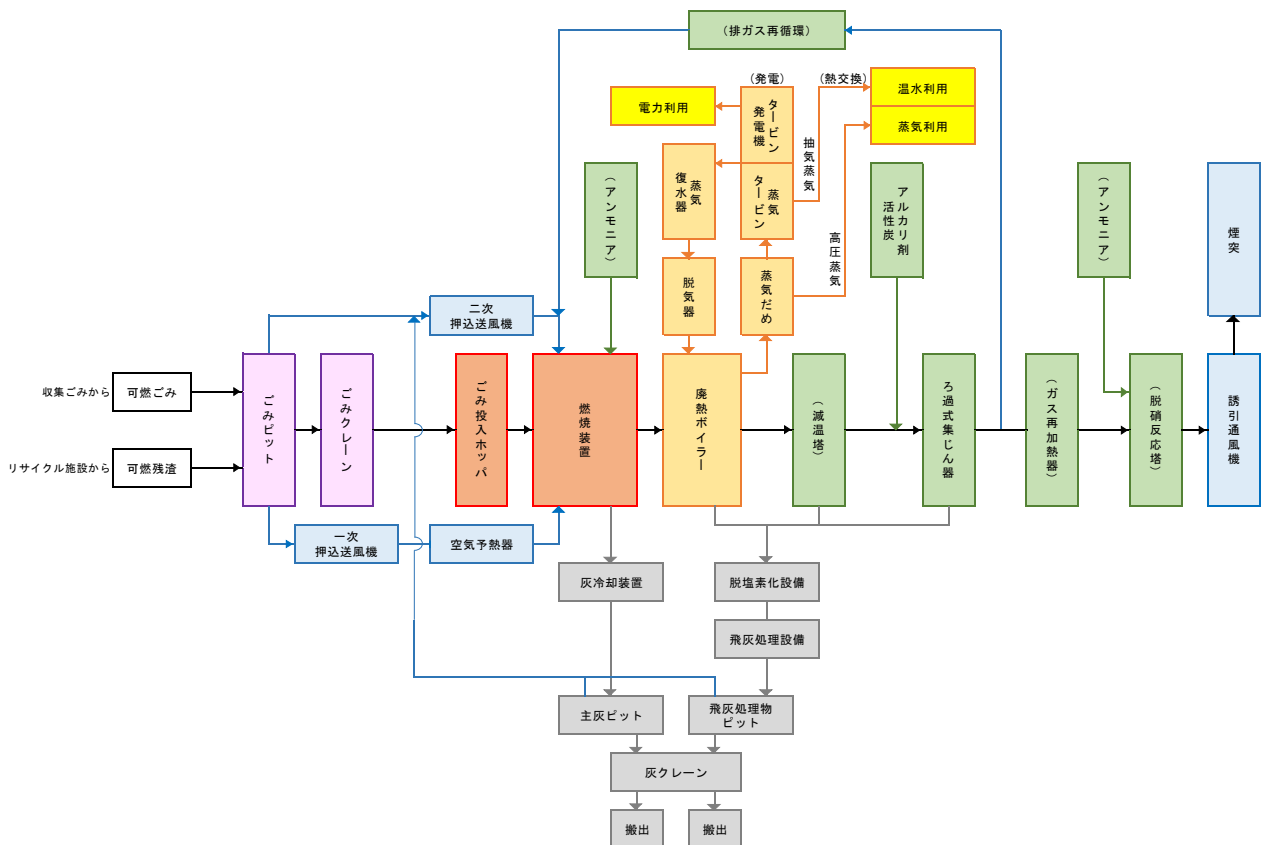 （排ガス再循環）
（発電）
（熱交換）
電力利用
タービン
発電機
温水利用
蒸気利用
抽気蒸気
蒸気
復水器
蒸気
タービン
（アンモニア）
アルカリ剤
活性炭
（アンモニア）
煙突
高圧蒸気
脱気器
蒸気だめ
二次
押込送風機
収集ごみから
可燃ごみ
リサイクル施設から
可燃残渣
ごみピット
ごみクレーン
ごみ投入ホッパ
燃焼装置
廃熱ボイラー
（減温塔）
ろ過式集じん器
（ガス再加熱器）
（脱硝反応塔）
誘引通風機
一次
押込送風機
空気予熱器
灰冷却装置
脱塩素化設備
飛灰処理設備
主灰ピット
飛灰処理物
ピット
灰クレーン
搬出
搬出